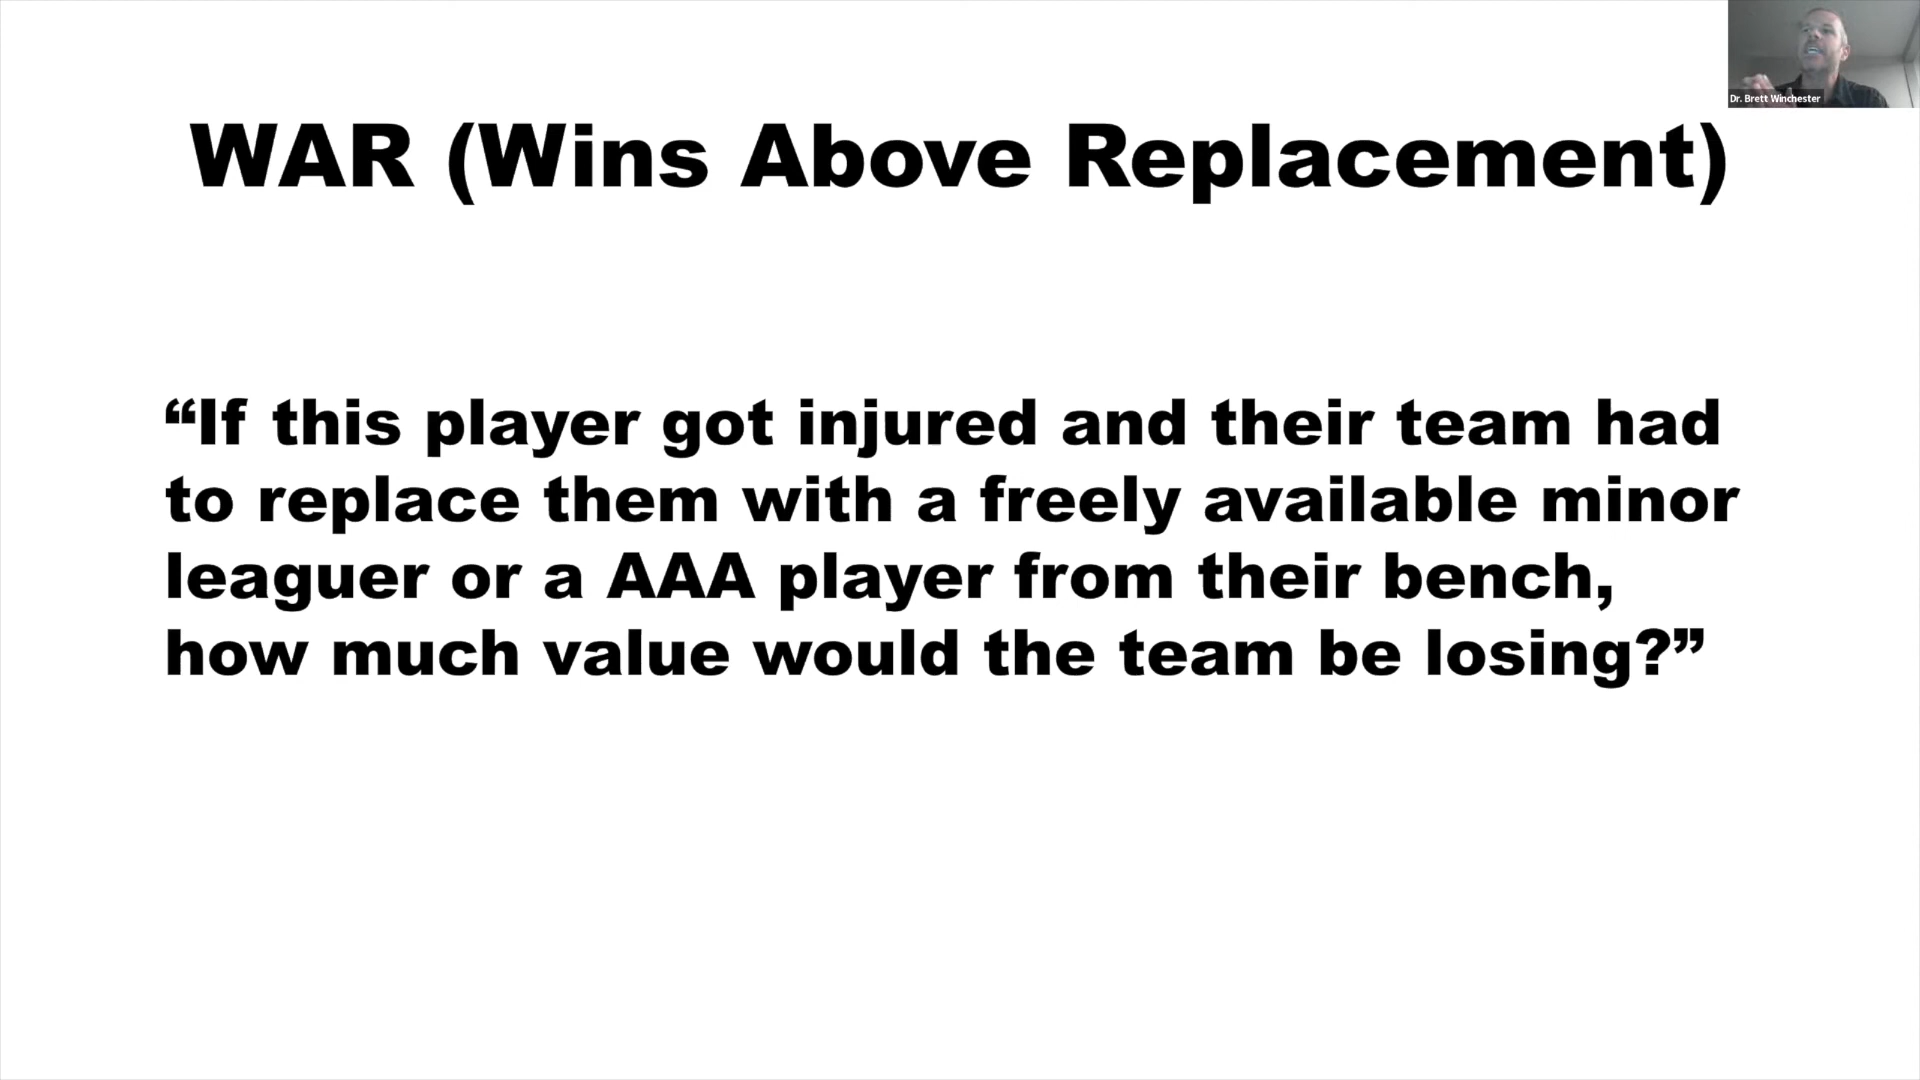 Dr. Brett Winchester
WAR (Wins Above Replacement)
“If this player got injured and their team had
to replace them with a freely available minor
leaguer or a AAA player from their bench,
how much value would the team be losing?”